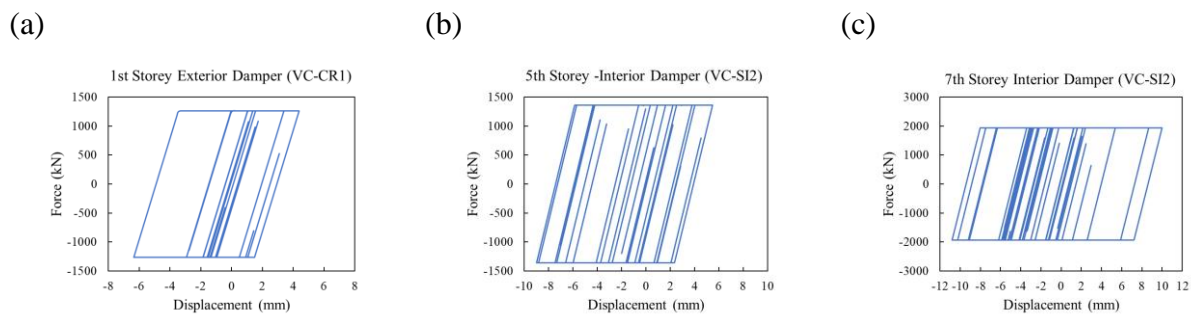 (a)
(b)
(c)
1st Storey Exterior Damper (VC-CR1)
1500
1000
500
0
-500
-1000
-1500
Force (kN)
-8 -6 -4 -2 0 2 4 6 8
Displacement (mm)
5th Storey -Interior Damper (VC-SI2)
1500
1000
500
0
-500
-1000
-1500
Force (kN)
-10 -8 -6 -4 -2 0 2 4 6 8 10
Displacement (mm)
7th Storey Interior Damper (VC-SI2)
3000
2000
1000
0
-1000
-2000
-3000
Force (kN)
-12 -10 -8 -6 -4 -2 0 2 4 6 8 10 12
Displacement (mm)